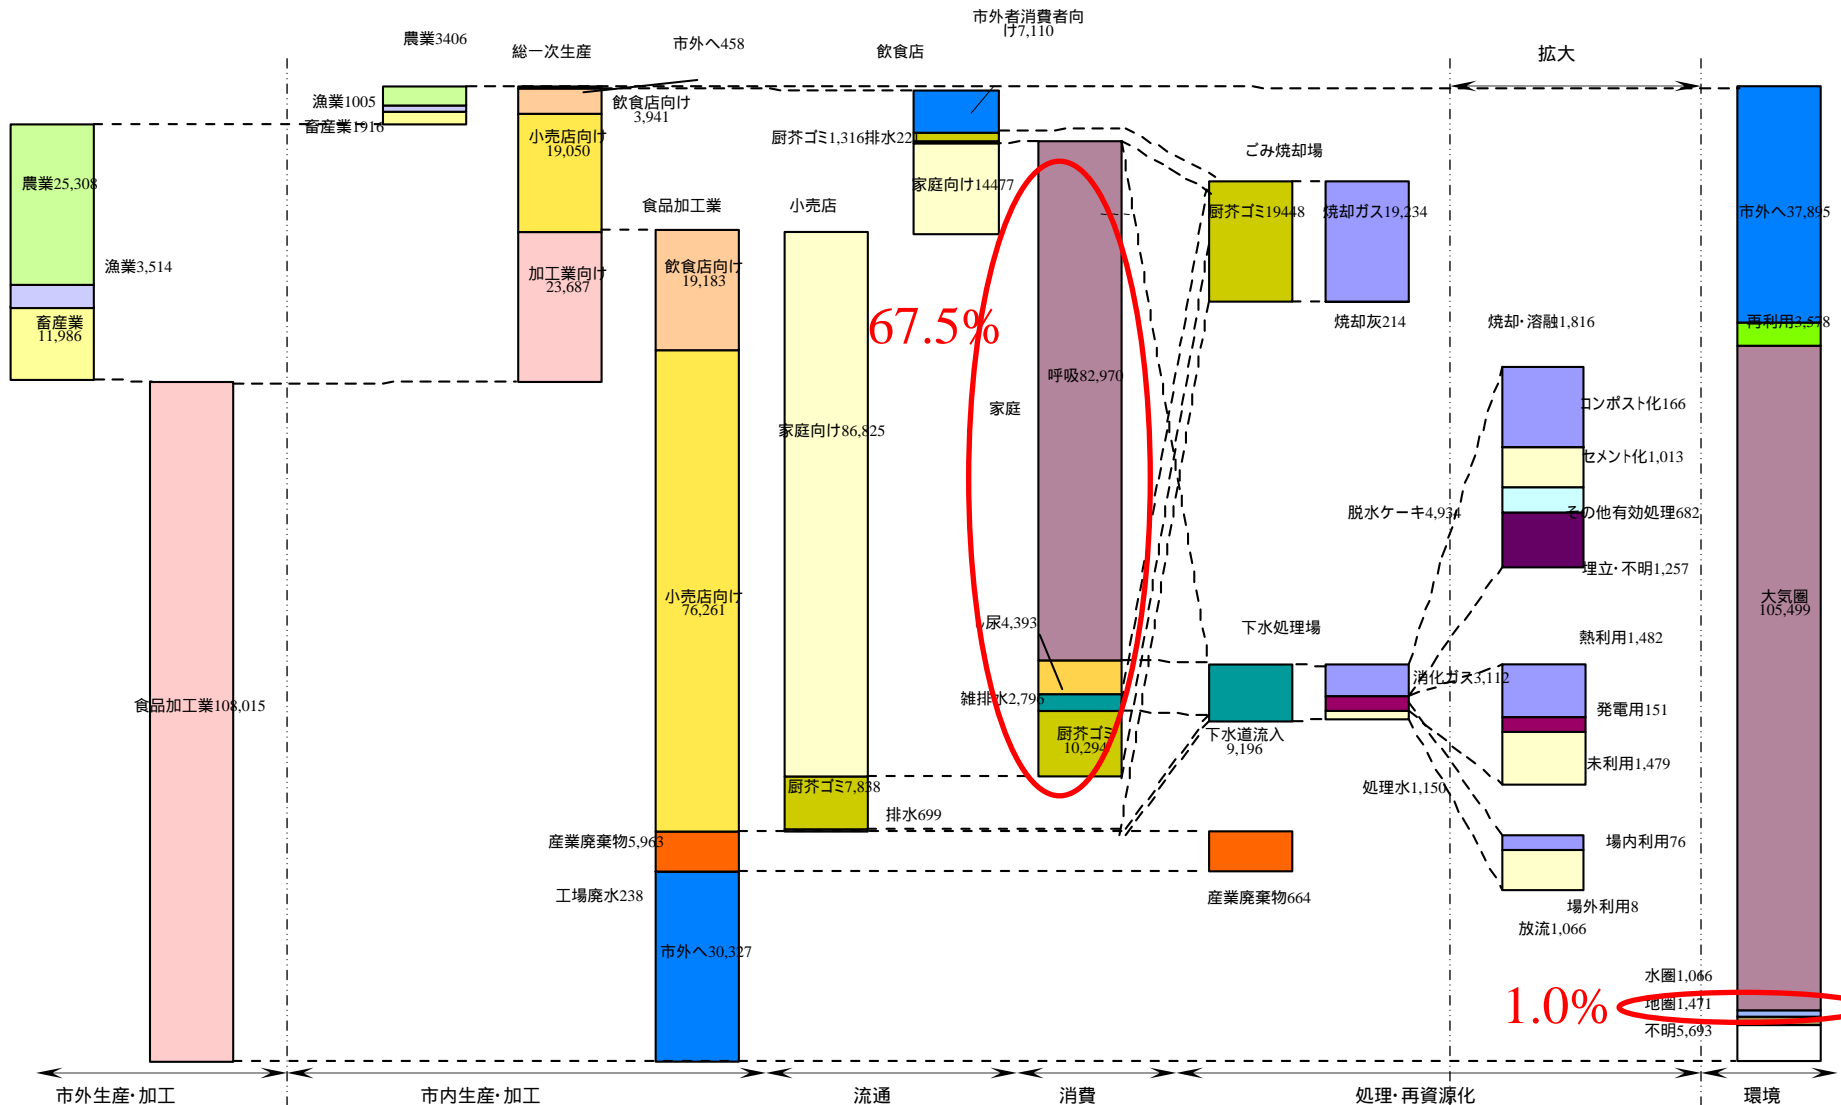 市外者消費者向
け7,110
農業3406
総一次生産
市外へ458
飲食店
拡大
漁業1005
畜産業1916
飲食店向け
3,941
小売店向け
19,050
厨芥ゴミ1,316排水221
ごみ焼却場
農業25,308
家庭向け14477
食品加工業
小売店
厨芥ゴミ19448
焼却ガス19,234
市外へ37,895
漁業3,514
加工業向け
23,687
飲食店向け
19,183
畜産業
11,986
67.5%
焼却灰214
焼却・溶融1,816
再利用3,578
呼吸82,970
家庭
コンポスト化166
家庭向け86,825
セメント化1,013
脱水ケーキ4,934
その他有効処理682
埋立・不明1,257
小売店向け
76,261
大気圏
105,499
し尿4,393
下水処理場
熱利用1,482
消化ガス3,112
食品加工業108,015
雑排水2,796
発電用151
厨芥ゴミ
10,294
下水道流入
9,196
未利用1,479
厨芥ゴミ7,838
処理水1,150
排水699
産業廃棄物5,963
場内利用76
工場廃水238
産業廃棄物664
場外利用8
放流1,066
市外へ30,327
水圏1,066
地圏1,471
1.0%
不明5,693
市外生産・加工
市内生産・加工
流通
消費
処理・再資源化
環境